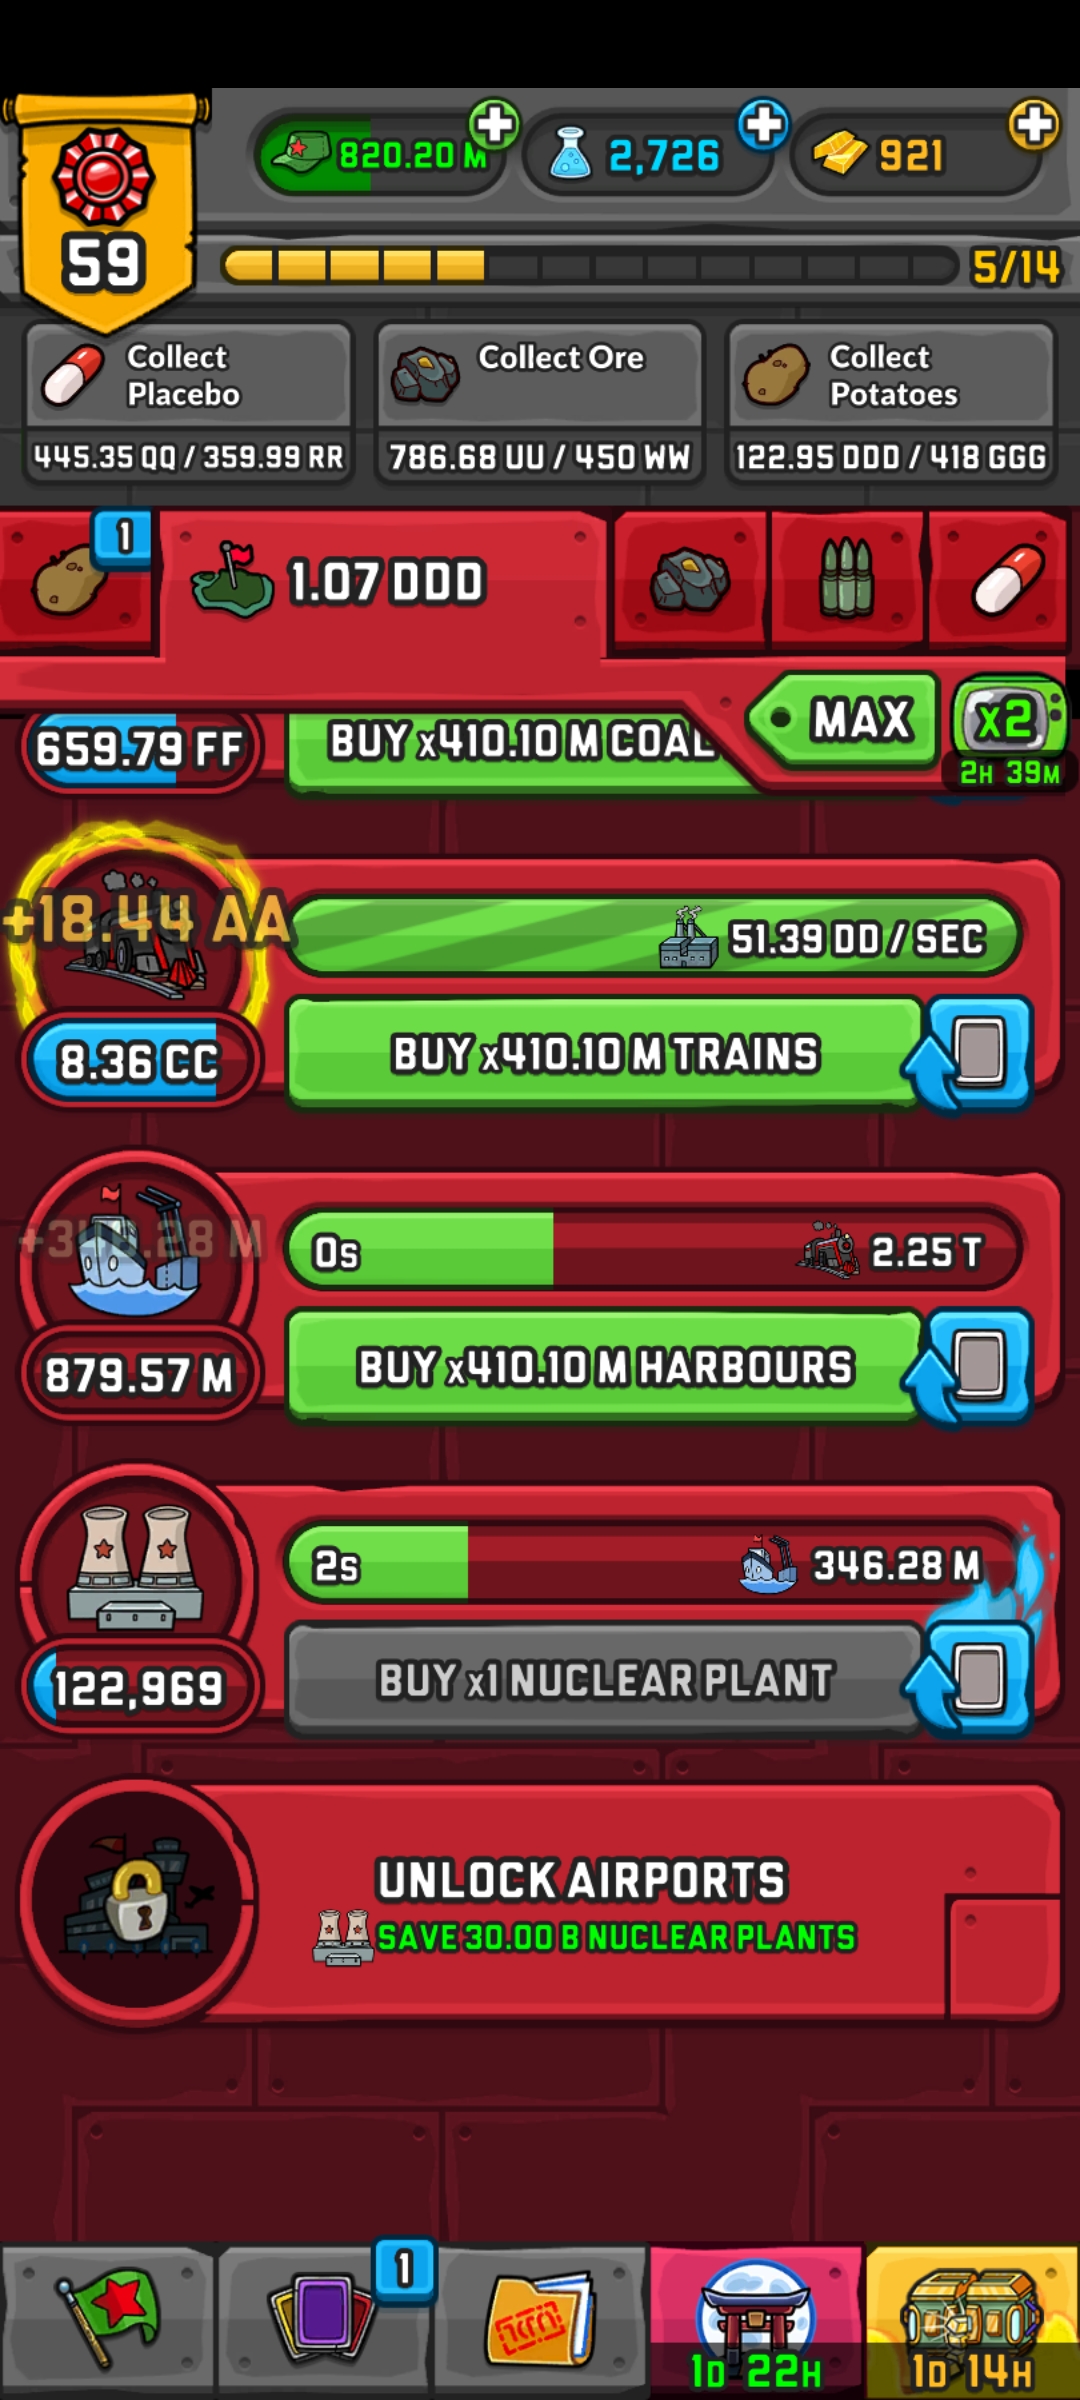 820.20 M
2,726
921
59
5/14
Collect
Placebo
445.35 QQ / 359.99 RR
Collect Ore
786.68 UU / 450 WW
Collect
Potatoes
122.95 DDD / 418 GGG
1
1.07 DDD
MAX
x2
2H 39M
659.79 FF
BUY x410.10 M COAL
+18.44 AA
51.39 DD / SEC
8.36 CC
BUY x410.10 M TRAINS
0s
2.25 T
879.57 M
BUY x410.10 M HARBOURS
2s
346.28 M
122,969
BUY x1 NUCLEAR PLANT
UNLOCK AIRPORTS
SAVE 30.00 B NUCLEAR PLANTS
1
1D 22H
1D 14H